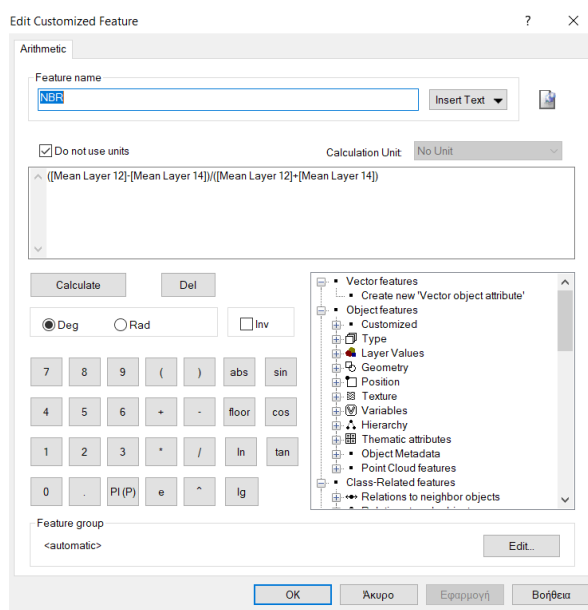 Edit Customized Feature ? ×
Arithmetic
Feature name
NBR Insert Text
Do not use units Calculation Unit: No Unit
([Mean Layer 12]-[Mean Layer 14])/([Mean Layer 12]+[Mean Layer 14])
Calculate Del
Deg Rad Inv
7 8 9 ( ) abs sin
4 5 6 + - floor cos
1 2 3 * / ln tan
0 . PI (P) e ^ lg
Vector features
Create new 'Vector object attribute'
Object features
Customized
Type
Layer Values
Geometry
Position
Texture
Variables
Hierarchy
Thematic attributes
Object Metadata
Point Cloud features
Class-Related features
Relations to neighbor objects
Feature group
<automatic> Edit...
OK Άκυρο Εφαρμογή Βοήθεια